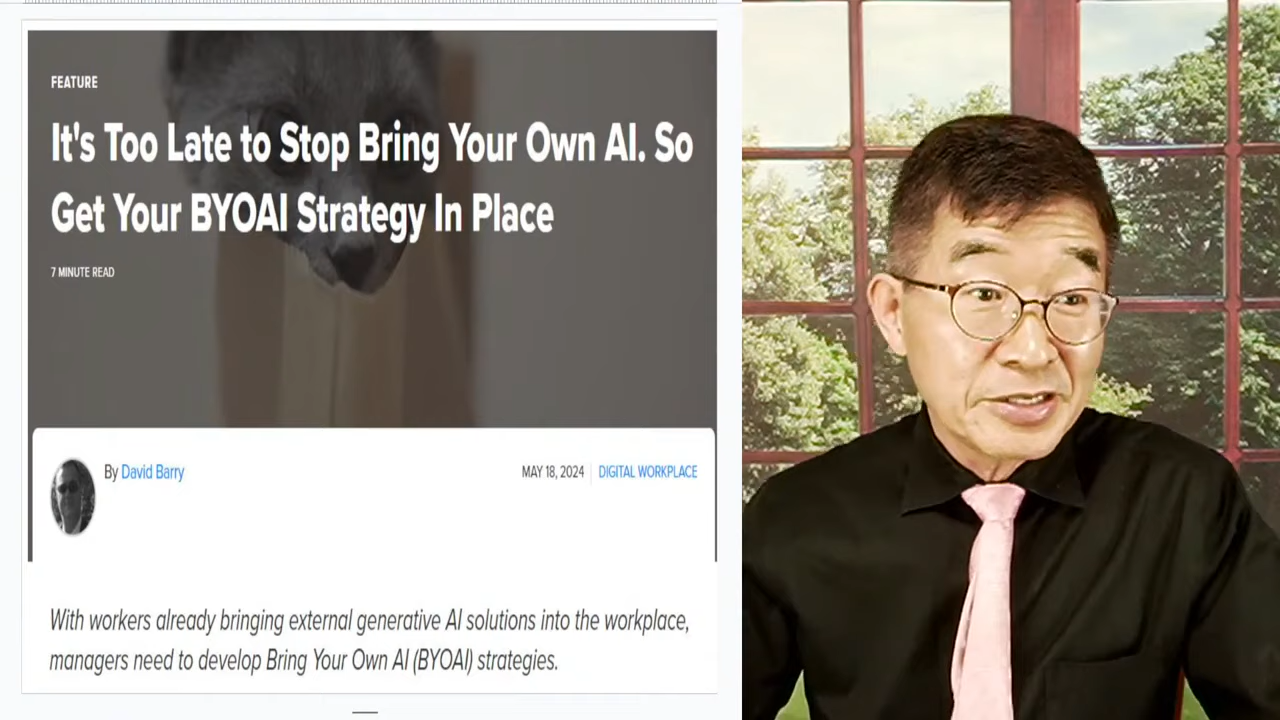 FEATURE
It's Too Late to Stop Bring Your Own AI. So
Get Your BYOAI Strategy In Place
7 MINUTE READ
By David Barry
MAY 18, 2024 DIGITAL WORKPLACE
With workers already bringing external generative AI solutions into the workplace,
managers need to develop Bring Your Own AI (BYOAI) strategies.